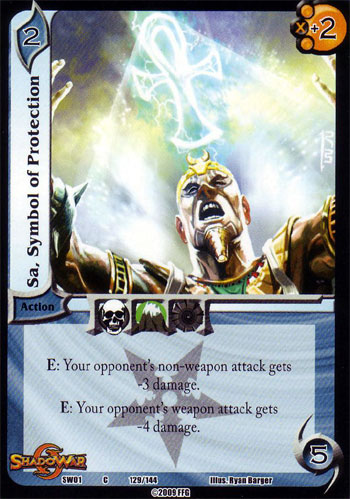 2
X +2
Sa, Symbol of Protection
Action
E: Your opponent's non-weapon attack gets
-3 damage.
E: Your opponent's weapon attack gets
-4 damage.
5
SHADOWAR
SW01 C 129/144 Illus. Ryan Barger
©2009 FFG